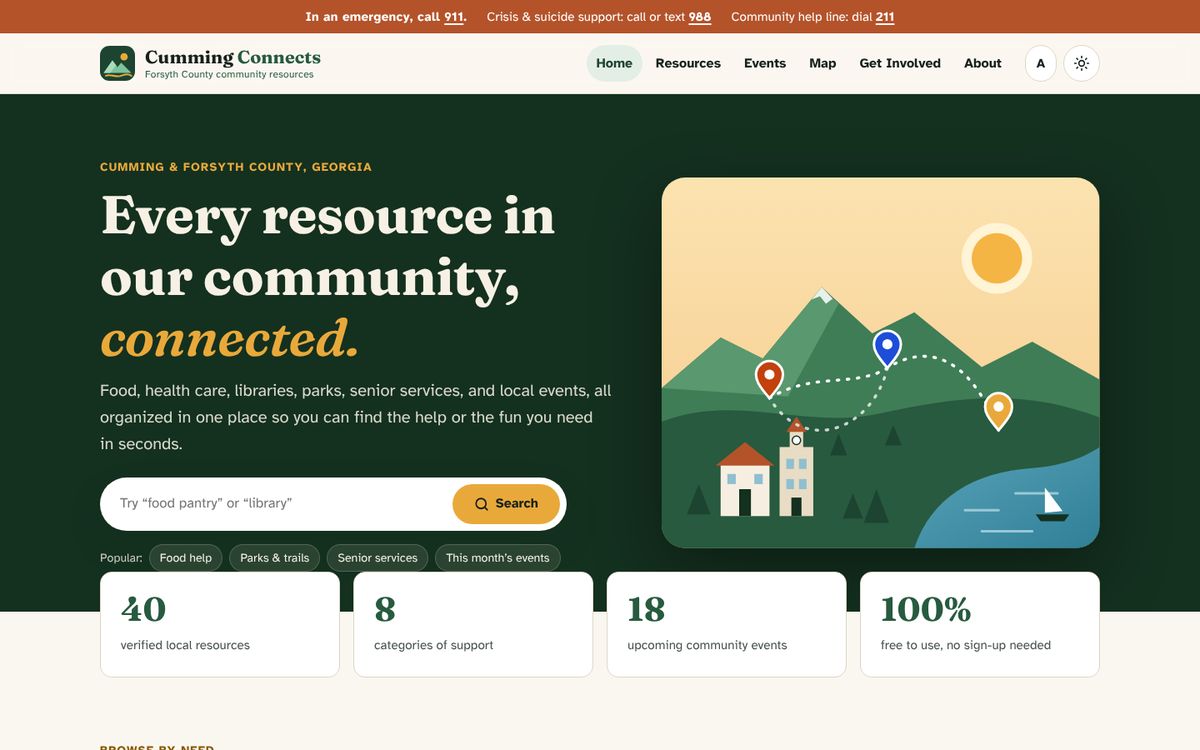 In an emergency, call 911. Crisis & suicide support: call or text 988 Community help line: dial 211
Cumming Connects
Forsyth County community resources
Home Resources Events Map Get Involved About A
CUMMING & FORSYTH COUNTY, GEORGIA
Every resource in
our community,
connected.
Food, health care, libraries, parks, senior services, and local events, all
organized in one place so you can find the help or the fun you need
in seconds.
Try “food pantry” or “library” Search
Popular: Food help Parks & trails Senior services This month’s events
40 8 18 100%
verified local resources categories of support upcoming community events free to use, no sign-up needed
BROWSE BY NEED